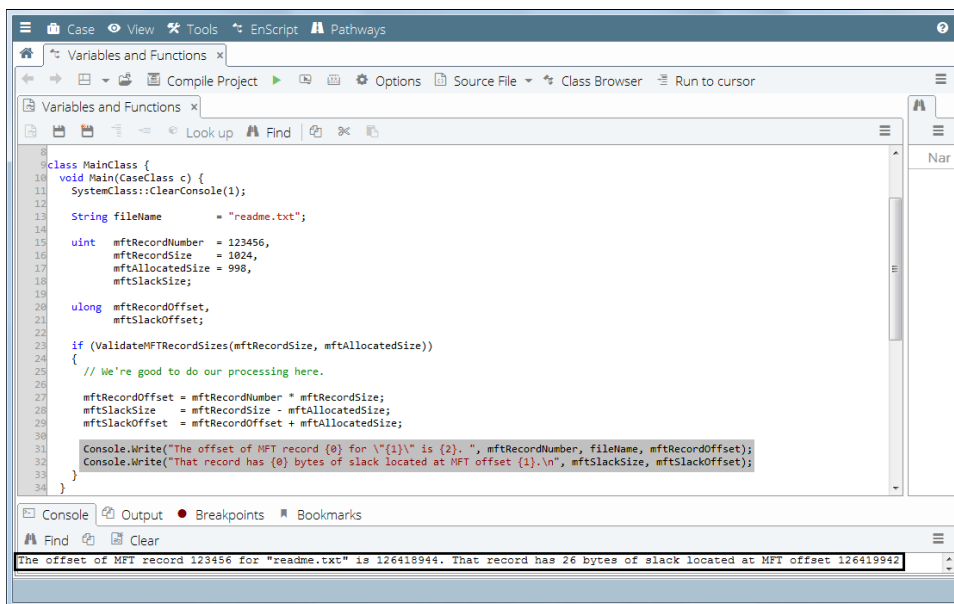 Case View Tools EnScript Pathways
Variables and Functions x
Compile Project Options Source File Class Browser Run to cursor
Variables and Functions x
Look up Find
Nar
8
9 class MainClass {
10 void Main(CaseClass c) {
11 SystemClass::ClearConsole(1);
12
13 String fileName = "readme.txt";
14
15 uint mftRecordNumber = 123456,
16 mftRecordSize = 1024,
17 mftAllocatedSize = 998,
18 mftSlackSize;
19
20 ulong mftRecordOffset,
21 mftSlackOffset;
22
23 if (ValidateMFTRecordSizes(mftRecordSize, mftAllocatedSize))
24 {
25 // We're good to do our processing here.
26
27 mftRecordOffset = mftRecordNumber * mftRecordSize;
28 mftSlackSize = mftRecordSize - mftAllocatedSize;
29 mftSlackOffset = mftRecordOffset + mftAllocatedSize;
30
31 Console.Write("The offset of MFT record {0} for \"{1}\" is {2}. ", mftRecordNumber, fileName, mftRecordOffset);
32 Console.Write("That record has {0} bytes of slack located at MFT offset {1}.\n", mftSlackSize, mftSlackOffset);
33 }
34 }
Console Output Breakpoints Bookmarks
Find Clear
The offset of MFT record 123456 for "readme.txt" is 126418944. That record has 26 bytes of slack located at MFT offset 126419942